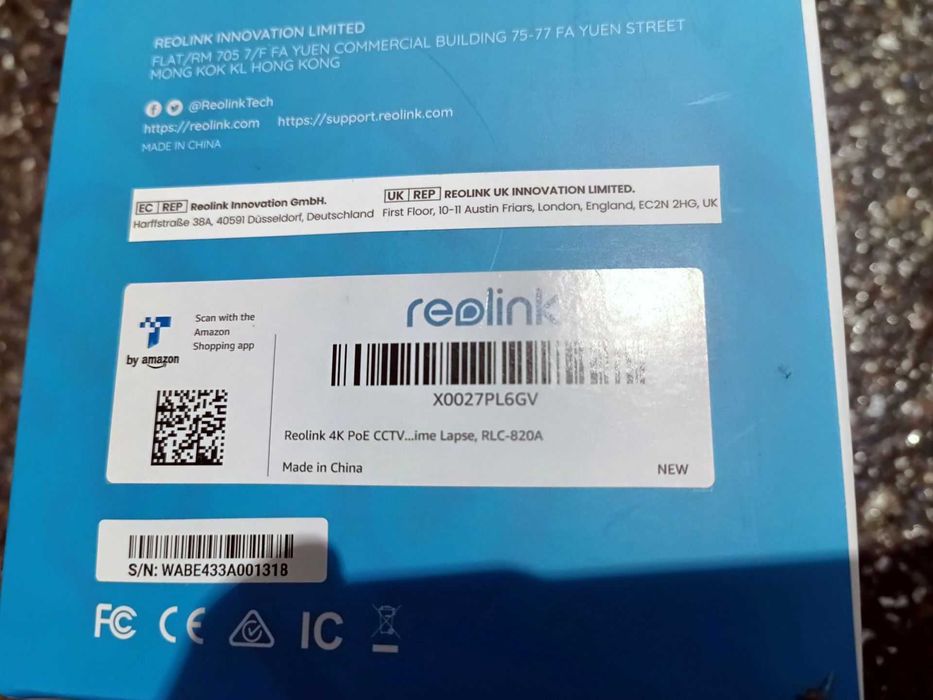 REOLINK INNOVATION LIMITED
FLAT/RM 705 7/F FA YUEN COMMERCIAL BUILDING 75-77 FA YUEN STREET
MONG KOK KL HONG KONG
@ReolinkTech
https://reolink.com https://support.reolink.com
MADE IN CHINA
EC REP Reolink Innovation GmbH.
Harffstraße 38A, 40591 Düsseldorf, Deutschland
UK REP REOLINK UK INNOVATION LIMITED.
First Floor, 10-11 Austin Friars, London, England, EC2N 2HG, UK
Scan with the
Amazon
Shopping app
by amazon
reolink
X0027PL6GV
Reolink 4K PoE CCTV...ime Lapse, RLC-820A
Made in China
NEW
S/N: WABE433A001318
FC CE IC